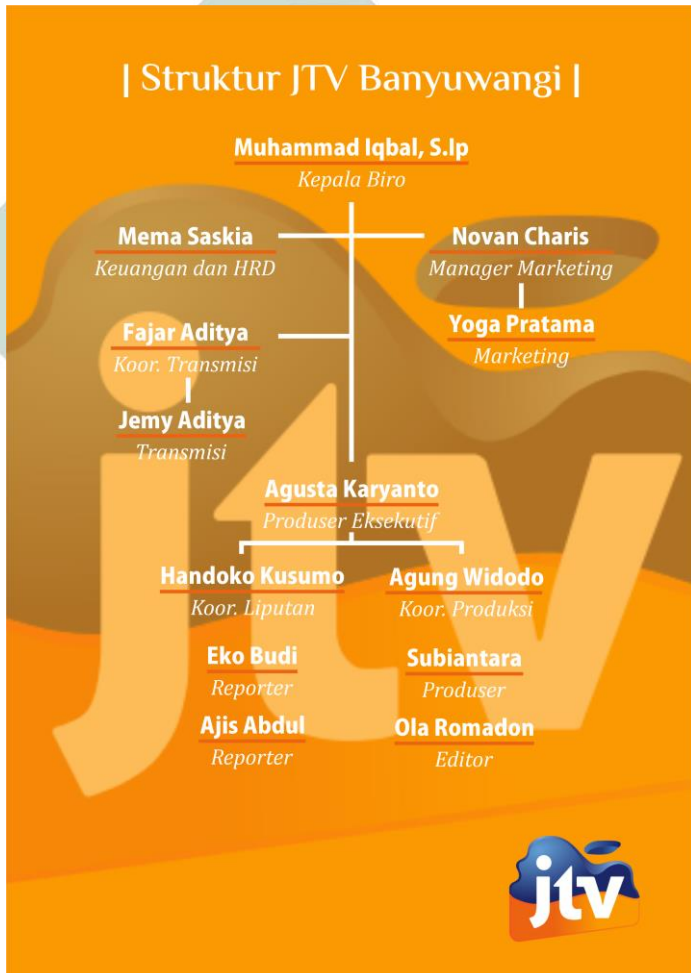 | Struktur JTV Banyuwangi |
Muhammad Iqbal, S.Ip
Kepala Biro
Mema Saskia
Keuangan dan HRD
Novan Charis
Manager Marketing
Fajar Aditya
Koor. Transmisi
Yoga Pratama
Marketing
Jemy Aditya
Transmisi
Agusta Karyanto
Produser Eksekutif
Handoko Kusumo
Koor. Liputan
Agung Widodo
Koor. Produksi
Eko Budi
Reporter
Subiantara
Produser
Ajis Abdul
Reporter
Ola Romadon
Editor
jtv
jtv